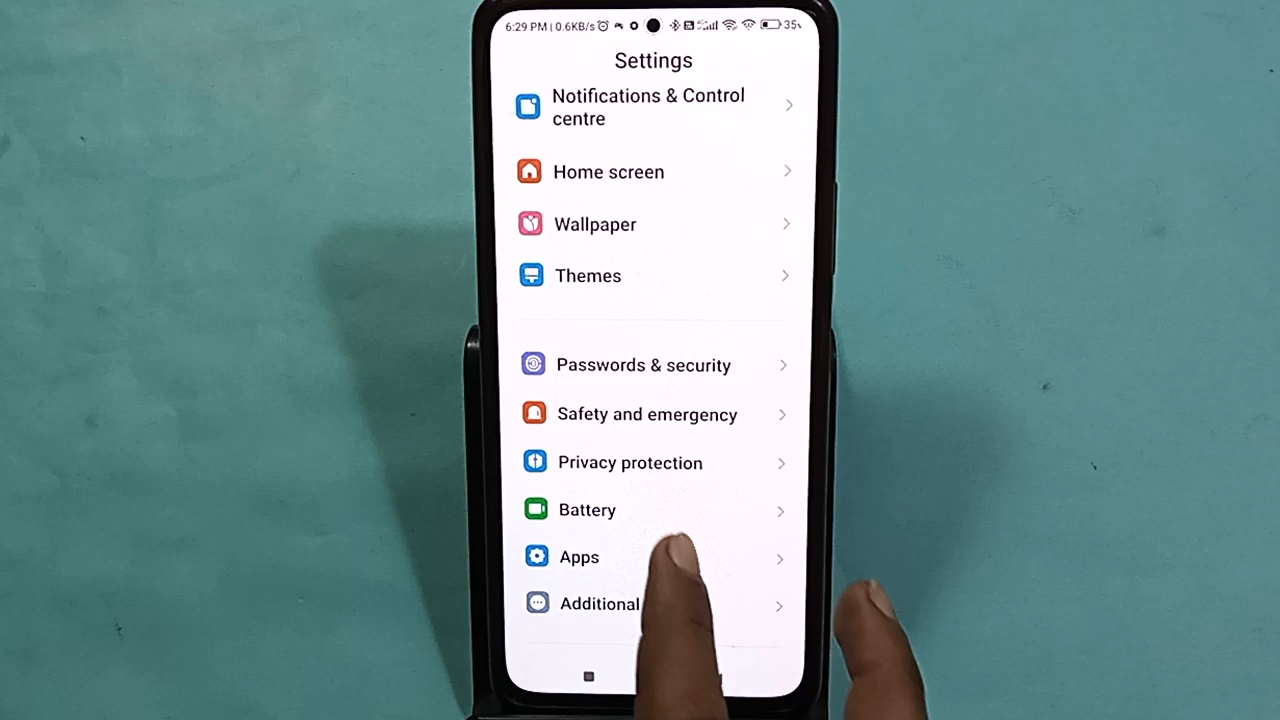 6:29 PM | 0.6KB/s 35%
Settings
Notifications & Control
centre
Home screen
Wallpaper
Themes
Passwords & security
Safety and emergency
Privacy protection
Battery
Apps
Additional